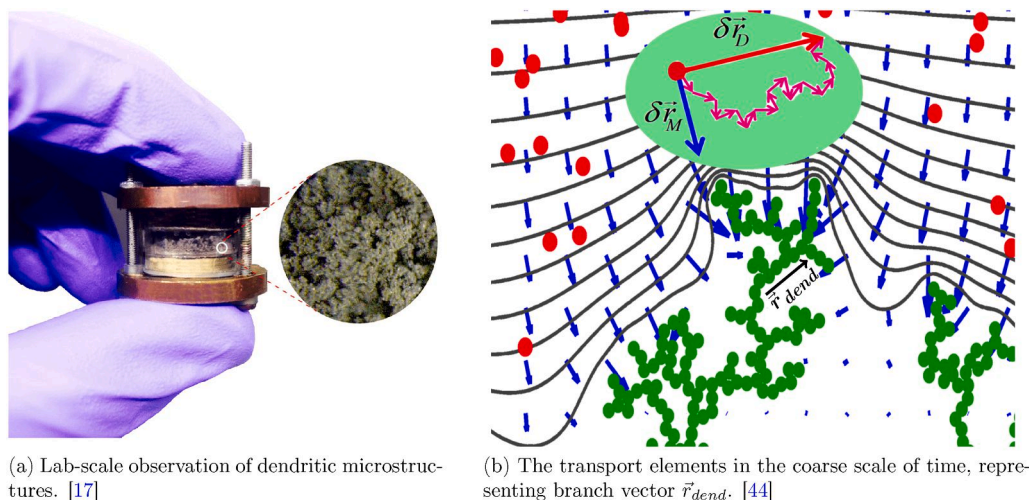 δr⃗_D
δr⃗_M
r⃗_dend
(a) Lab-scale observation of dendritic microstruc-
tures. [17]
(b) The transport elements in the coarse scale of time, repre-
senting branch vector r⃗_dend. [44]